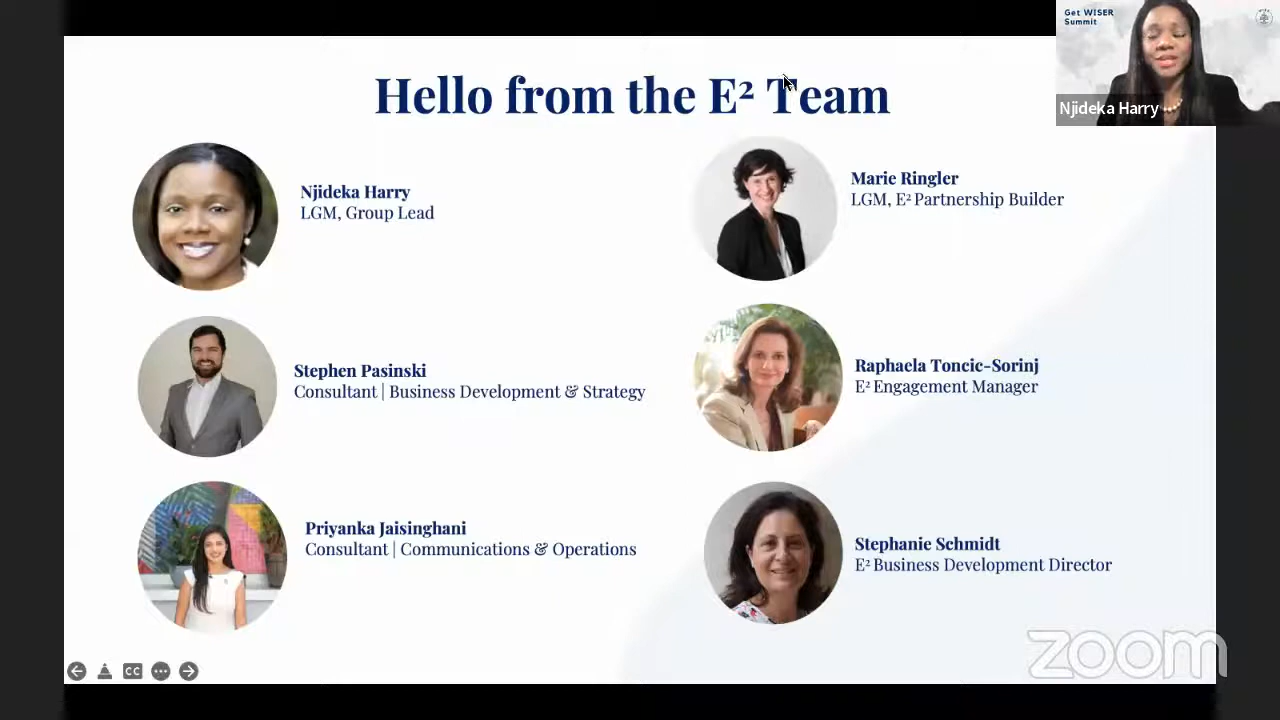 Get WISER
Summit
Njideka Harry
Hello from the E² Team
Njideka Harry
LGM, Group Lead
Marie Ringler
LGM, E² Partnership Builder
Stephen Pasinski
Consultant | Business Development & Strategy
Raphaela Toncic-Sorinj
E² Engagement Manager
Priyanka Jaisinghani
Consultant | Communications & Operations
Stephanie Schmidt
E² Business Development Director
CC
zoom